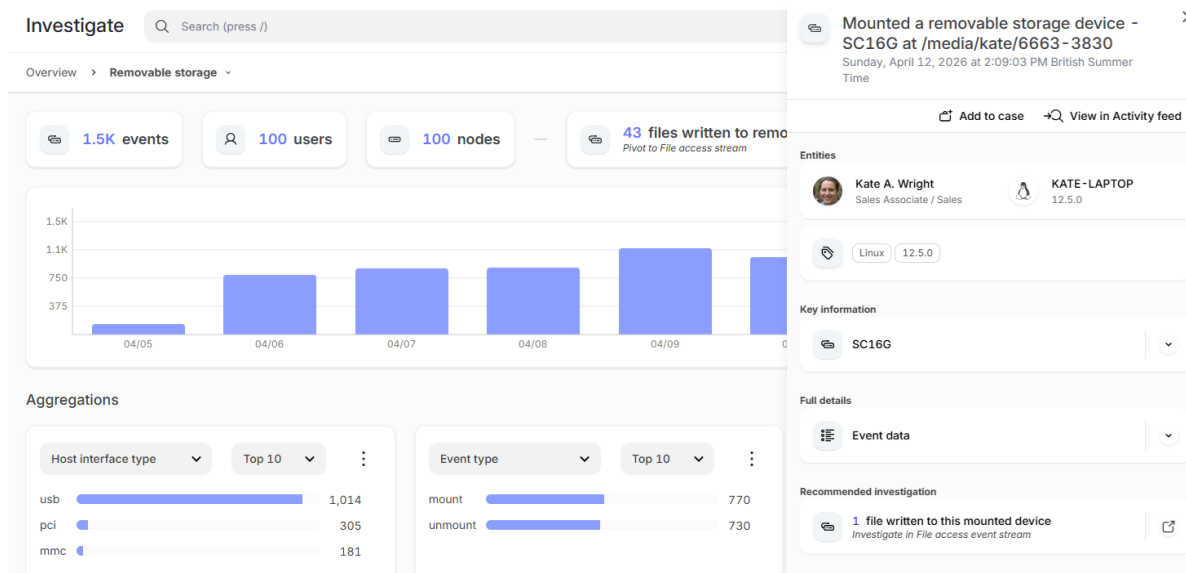 Investigate
Search (press /)
Overview > Removable storage
1.5K events
100 users
100 nodes
—
43 files written to remo
Pivot to File access stream
1.5K
1.1K
750
375
04/05
04/06
04/07
04/08
04/09
0
Aggregations
Host interface type
Top 10
usb 1,014
pci 305
mmc 181
Event type
Top 10
mount 770
unmount 730
Mounted a removable storage device -
SC16G at /media/kate/6663-3830
Sunday, April 12, 2026 at 2:09:03 PM British Summer
Time
Add to case
View in Activity feed
Entities
Kate A. Wright
Sales Associate / Sales
KATE-LAPTOP
12.5.0
Linux
12.5.0
Key information
SC16G
Full details
Event data
Recommended investigation
1 file written to this mounted device
Investigate in File access event stream